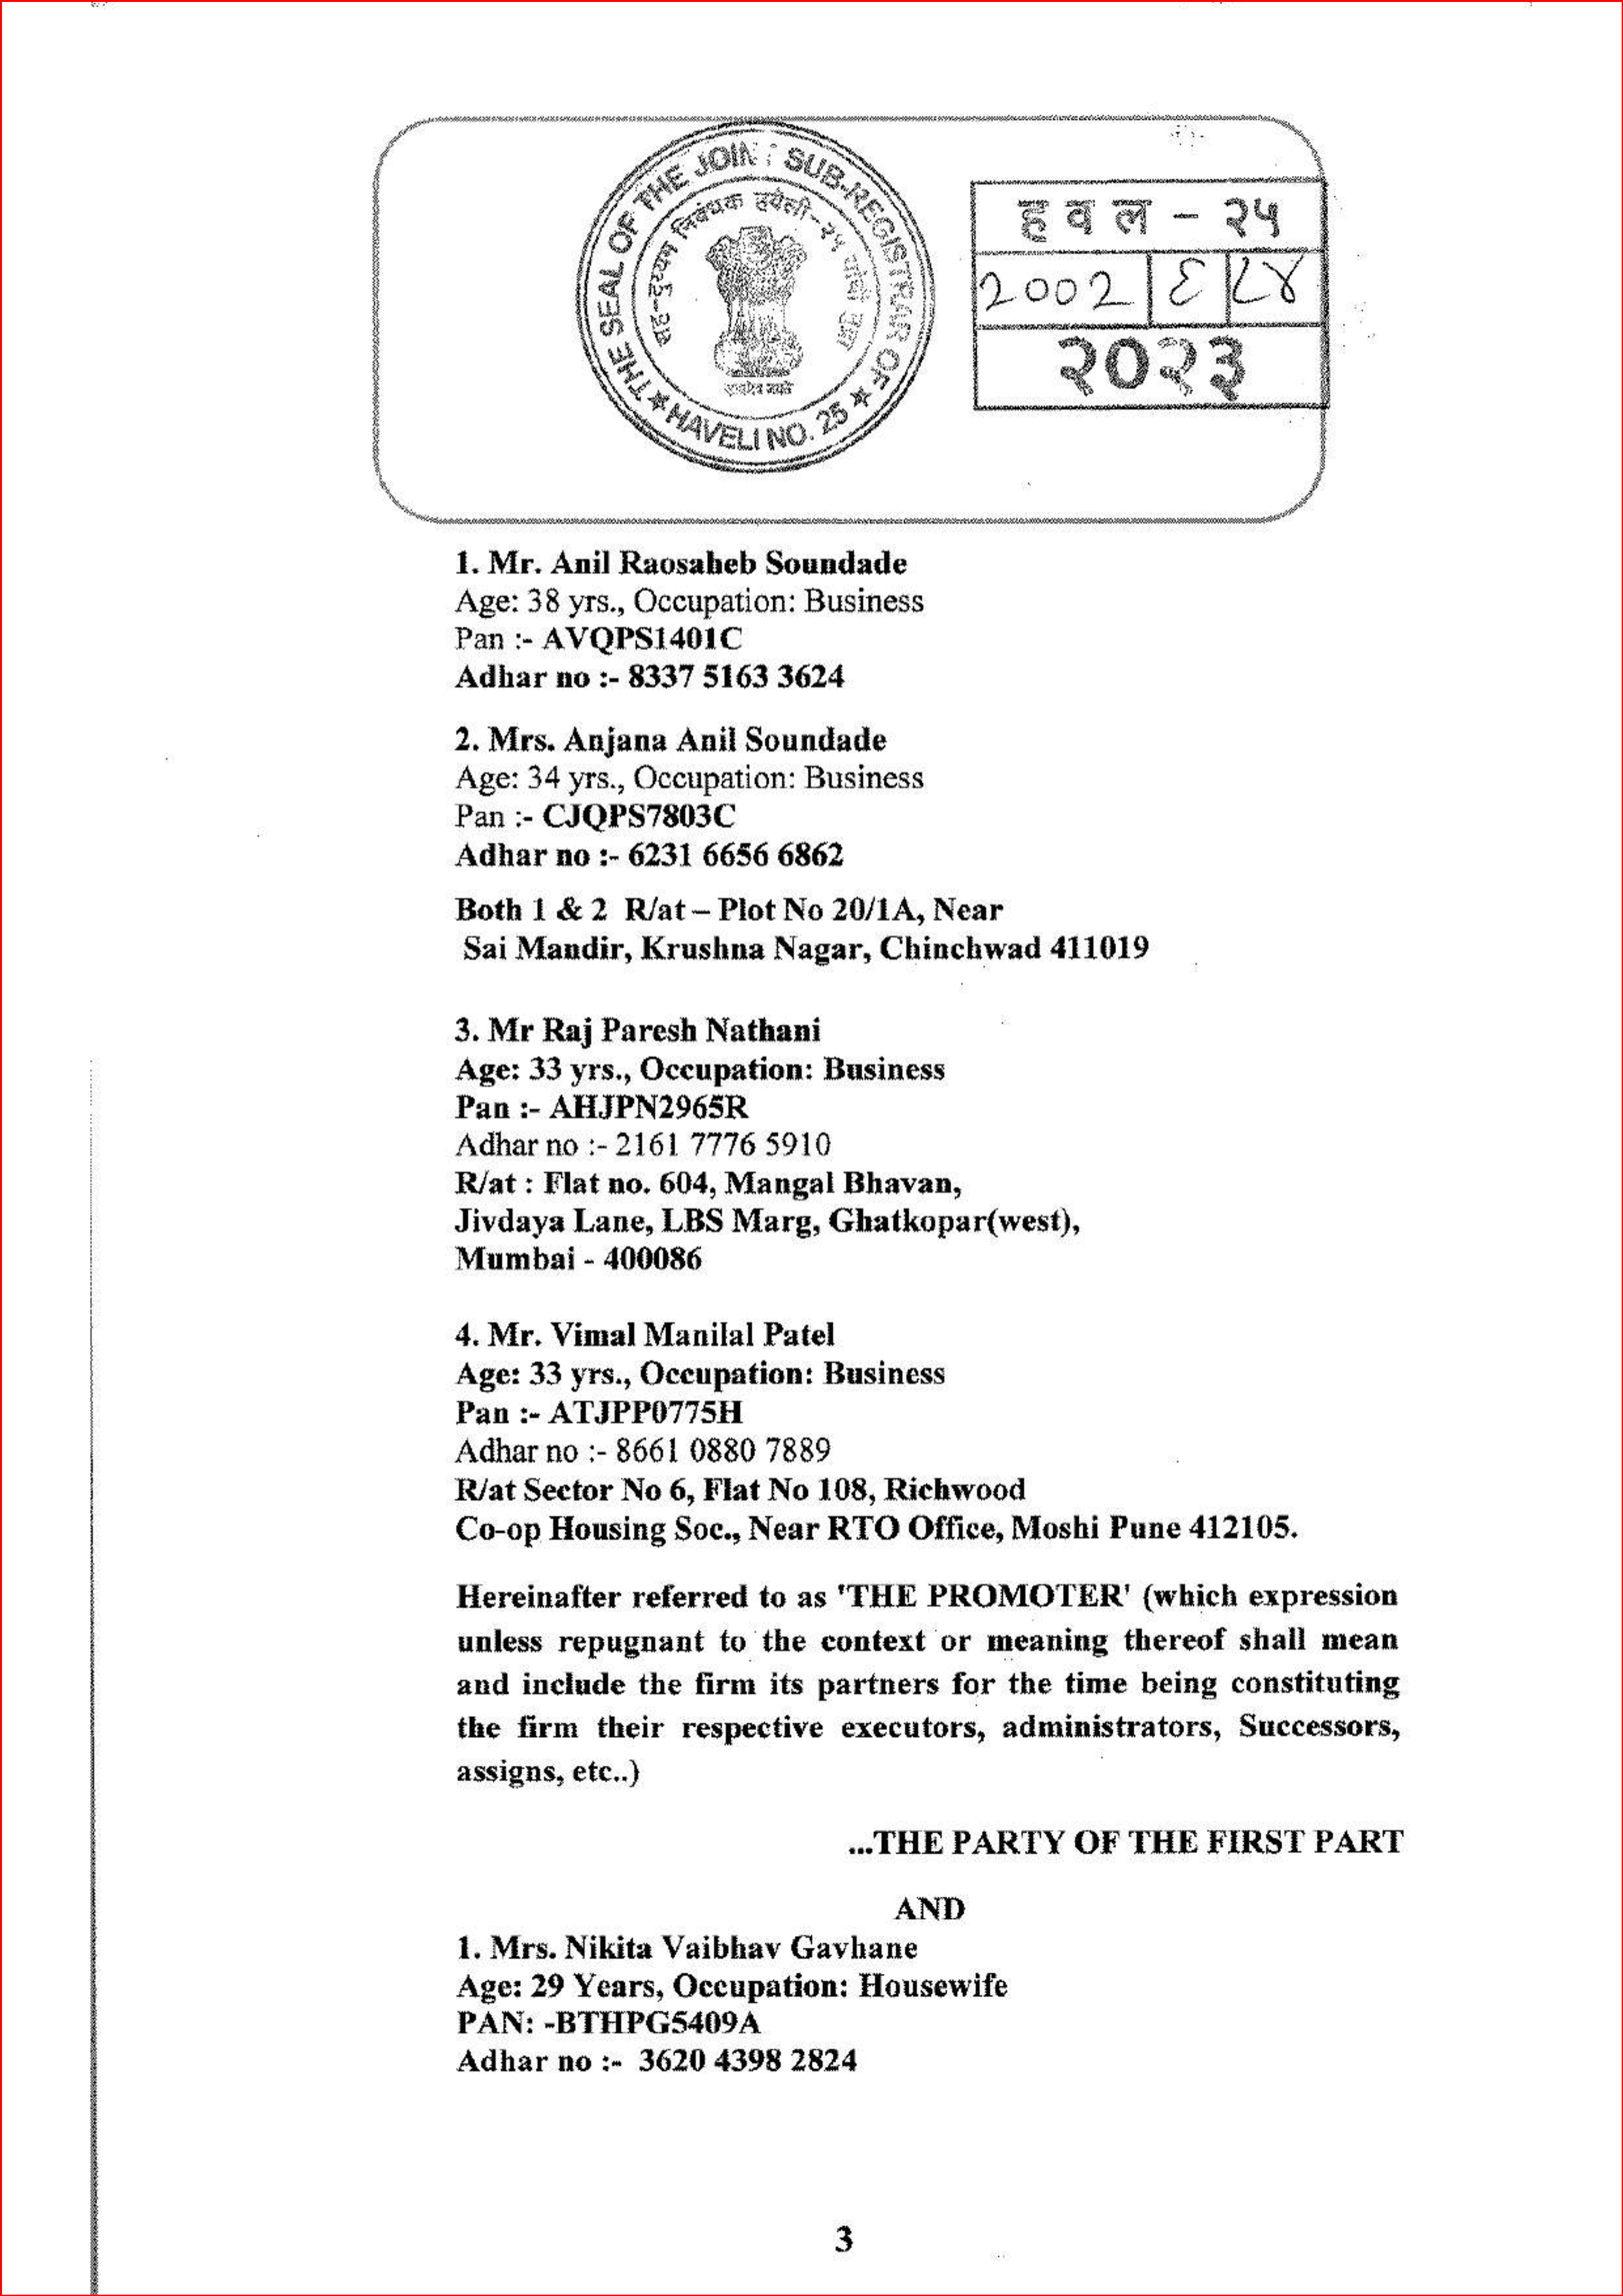 THE SEAL OF THE JOINT SUB-REGISTRAR OF
★ HAVELI NO. 25 ★
सह-दुय्यम निबंधक हवेली-२५
हवल - २५
2002 ६ ८४
२०२३
1. Mr. Anil Raosaheb Soundade
Age: 38 yrs., Occupation: Business
Pan :- AVQPS1401C
Adhar no :- 8337 5163 3624
2. Mrs. Anjana Anil Soundade
Age: 34 yrs., Occupation: Business
Pan :- CJQPS7803C
Adhar no :- 6231 6656 6862
Both 1 & 2 R/at – Plot No 20/1A, Near
Sai Mandir, Krushna Nagar, Chinchwad 411019
3. Mr Raj Paresh Nathani
Age: 33 yrs., Occupation: Business
Pan :- AHJPN2965R
Adhar no :- 2161 7776 5910
R/at : Flat no. 604, Mangal Bhavan,
Jivdaya Lane, LBS Marg, Ghatkopar(west),
Mumbai - 400086
4. Mr. Vimal Manilal Patel
Age: 33 yrs., Occupation: Business
Pan :- ATJPP0775H
Adhar no :- 8661 0880 7889
R/at Sector No 6, Flat No 108, Richwood
Co-op Housing Soc., Near RTO Office, Moshi Pune 412105.
Hereinafter referred to as 'THE PROMOTER' (which expression
unless repugnant to the context or meaning thereof shall mean
and include the firm its partners for the time being constituting
the firm their respective executors, administrators, Successors,
assigns, etc..)
...THE PARTY OF THE FIRST PART
AND
1. Mrs. Nikita Vaibhav Gavhane
Age: 29 Years, Occupation: Housewife
PAN: -BTHPG5409A
Adhar no :- 3620 4398 2824
3